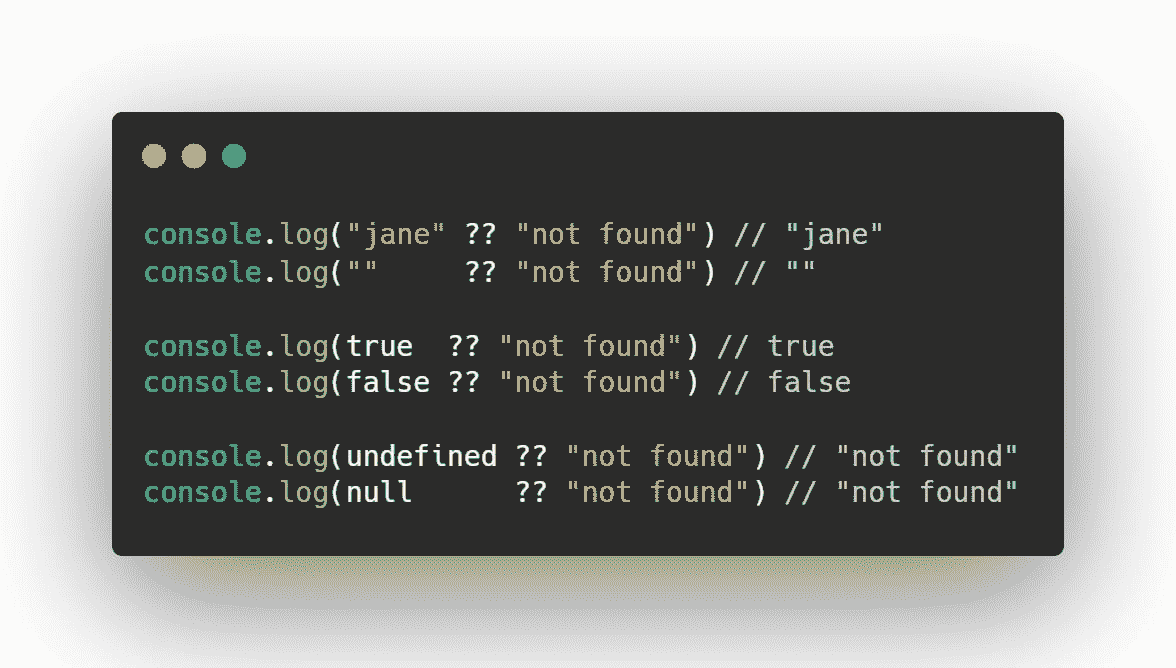 console.log("jane" ?? "not found") // "jane"
console.log(""     ?? "not found") // ""
console.log(true  ?? "not found") // true
console.log(false ?? "not found") // false
console.log(undefined ?? "not found") // "not found"
console.log(null      ?? "not found") // "not found"